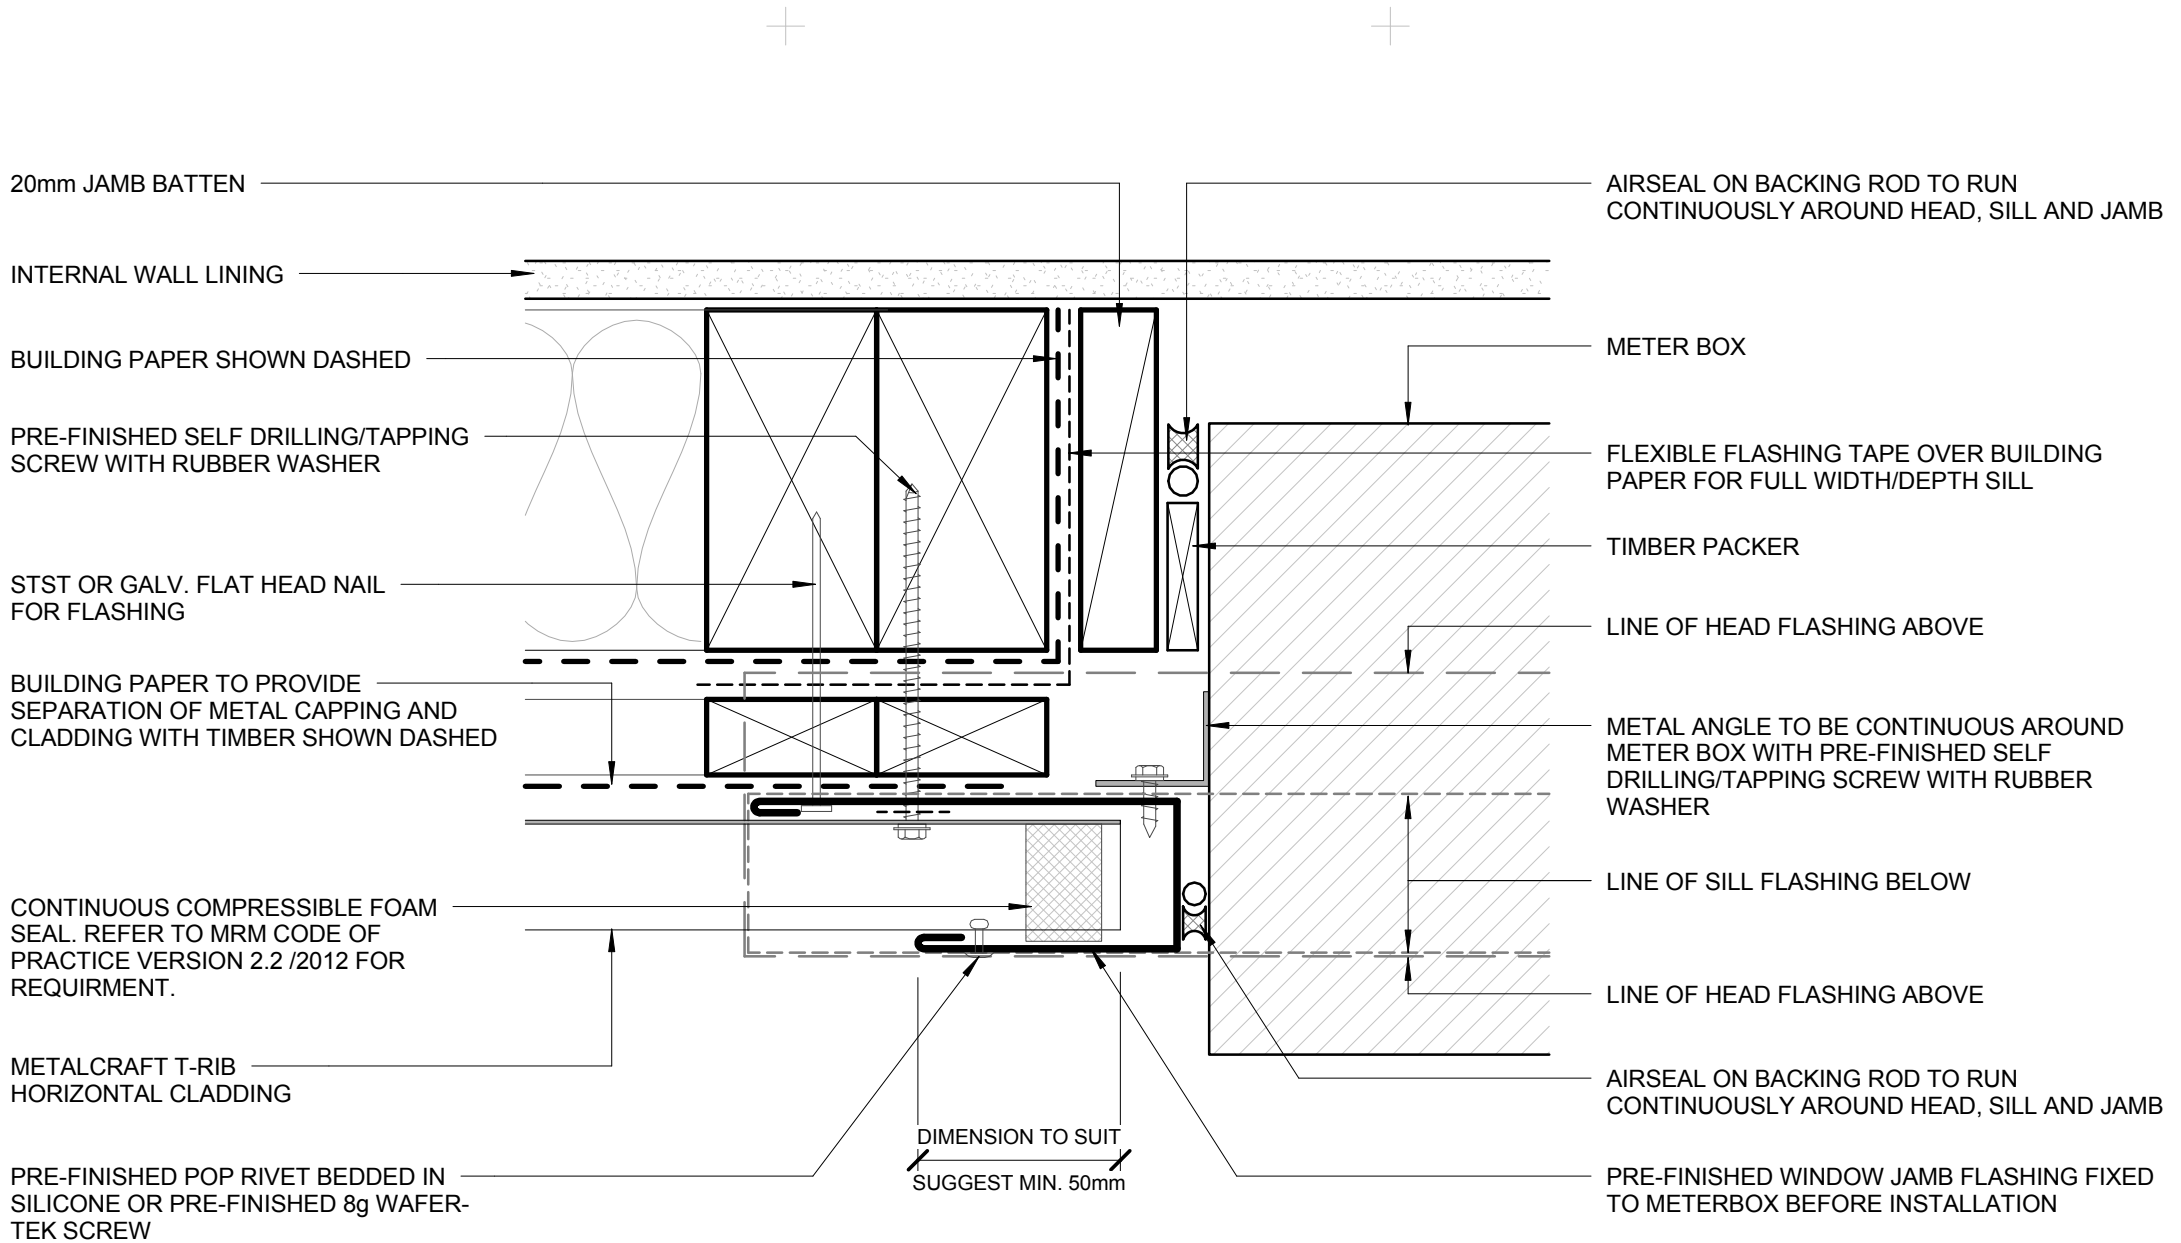 20mm JAMB BATTEN
INTERNAL WALL LINING
BUILDING PAPER SHOWN DASHED
PRE-FINISHED SELF DRILLING/TAPPING
SCREW WITH RUBBER WASHER
STST OR GALV. FLAT HEAD NAIL
FOR FLASHING
BUILDING PAPER TO PROVIDE
SEPARATION OF METAL CAPPING AND
CLADDING WITH TIMBER SHOWN DASHED
CONTINUOUS COMPRESSIBLE FOAM
SEAL. REFER TO MRM CODE OF
PRACTICE VERSION 2.2 /2012 FOR
REQUIRMENT.
METALCRAFT T-RIB
HORIZONTAL CLADDING
PRE-FINISHED POP RIVET BEDDED IN
SILICONE OR PRE-FINISHED 8g WAFER-
TEK SCREW
DIMENSION TO SUIT
SUGGEST MIN. 50mm
AIRSEAL ON BACKING ROD TO RUN
CONTINUOUSLY AROUND HEAD, SILL AND JAMB
METER BOX
FLEXIBLE FLASHING TAPE OVER BUILDING
PAPER FOR FULL WIDTH/DEPTH SILL
TIMBER PACKER
LINE OF HEAD FLASHING ABOVE
METAL ANGLE TO BE CONTINUOUS AROUND
METER BOX WITH PRE-FINISHED SELF
DRILLING/TAPPING SCREW WITH RUBBER
WASHER
LINE OF SILL FLASHING BELOW
LINE OF HEAD FLASHING ABOVE
AIRSEAL ON BACKING ROD TO RUN
CONTINUOUSLY AROUND HEAD, SILL AND JAMB
PRE-FINISHED WINDOW JAMB FLASHING FIXED
TO METERBOX BEFORE INSTALLATION